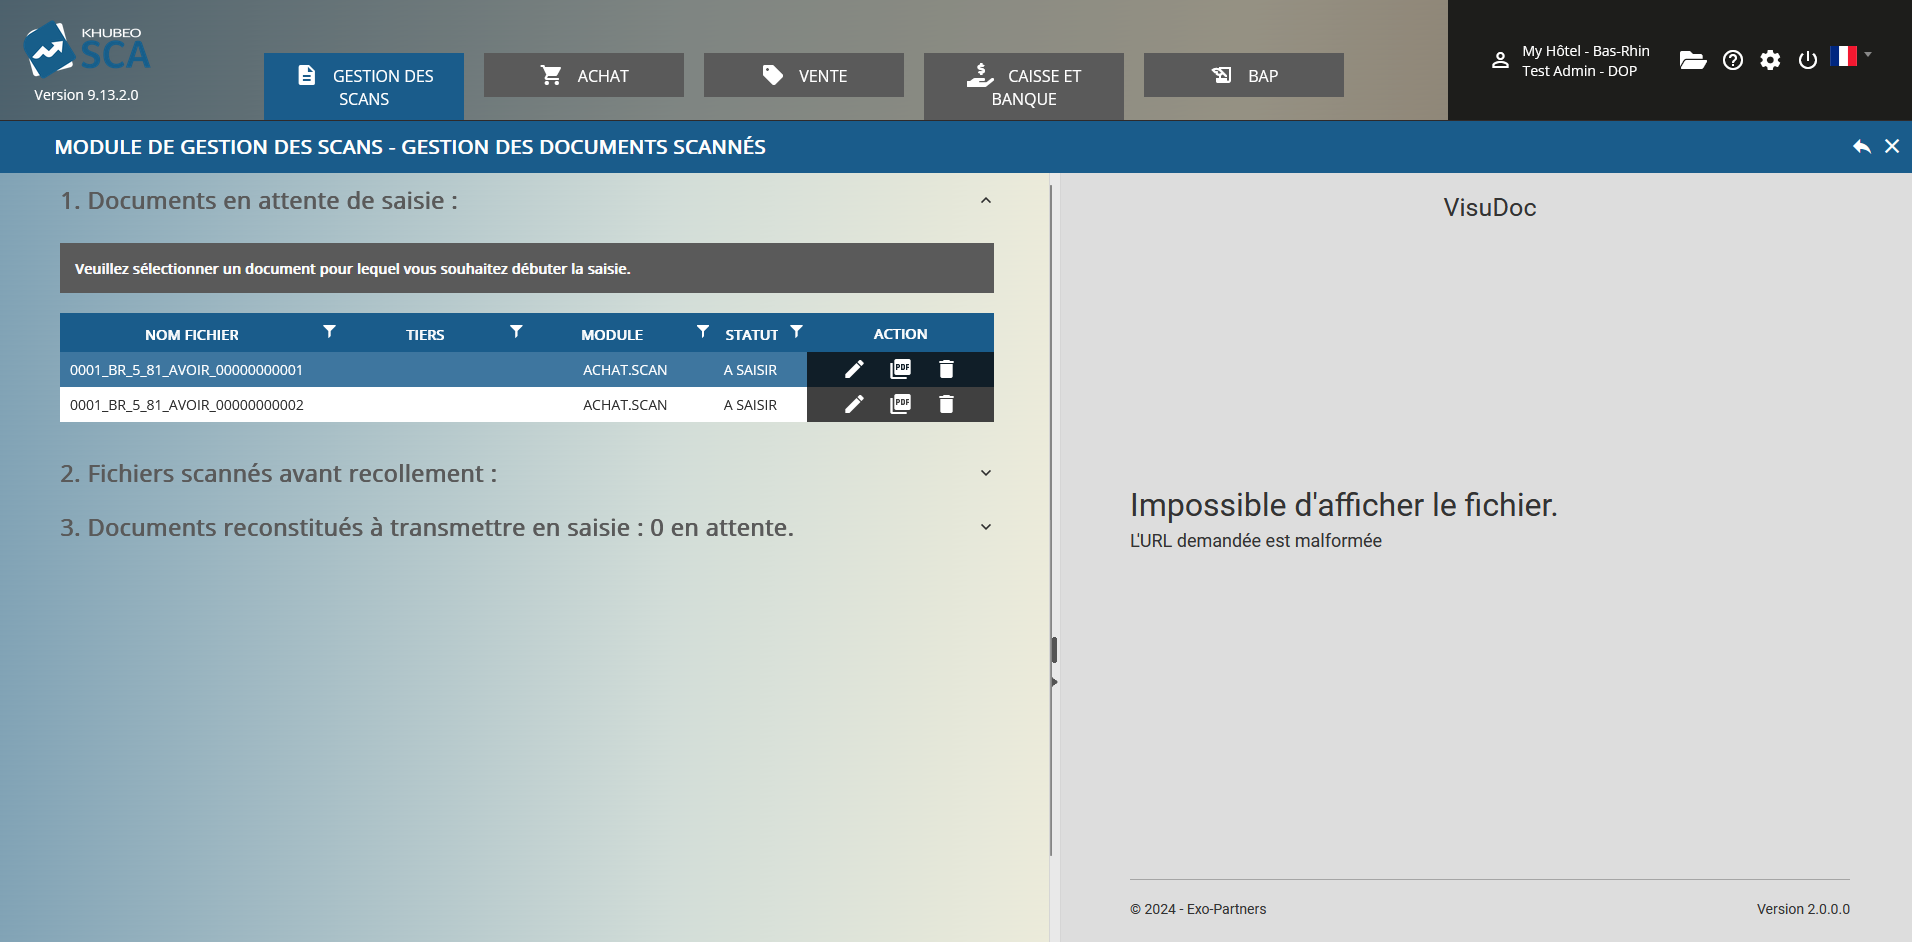 KHUBEO
SCA
Version 9.13.2.0
GESTION DES
SCANS
ACHAT
VENTE
CAISSE ET
BANQUE
BAP
My Hôtel - Bas-Rhin
Test Admin - DOP
MODULE DE GESTION DES SCANS - GESTION DES DOCUMENTS SCANNÉS
1. Documents en attente de saisie :
Veuillez sélectionner un document pour lequel vous souhaitez débuter la saisie.
NOM FICHIER TIERS MODULE STATUT ACTION
0001_BR_5_81_AVOIR_00000000001 ACHAT.SCAN A SAISIR PDF
0001_BR_5_81_AVOIR_00000000002 ACHAT.SCAN A SAISIR PDF
2. Fichiers scannés avant recollement :
3. Documents reconstitués à transmettre en saisie : 0 en attente.
VisuDoc
Impossible d'afficher le fichier.
L'URL demandée est malformée
© 2024 - Exo-Partners
Version 2.0.0.0